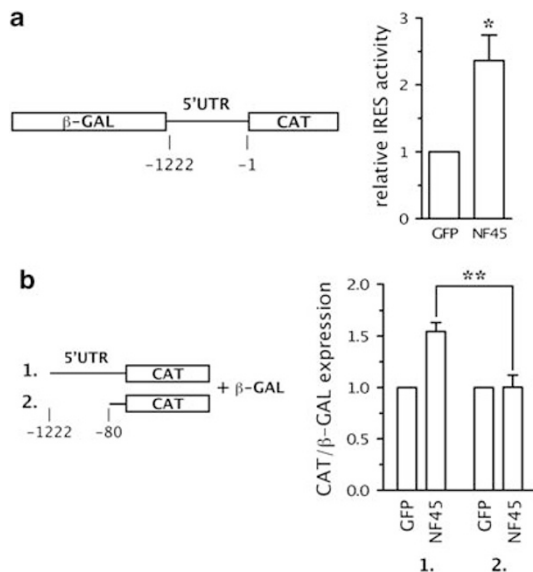 a
5'UTR
β-GAL
CAT
-1222
-1
relative IRES activity
3
2
1
0
*
GFP
NF45
b
5'UTR
1.
CAT
+ β-GAL
2.
CAT
-1222
-80
CAT/β-GAL expression
2.0
1.5
1.0
0.5
0.0
**
GFP
NF45
GFP
NF45
1.
2.